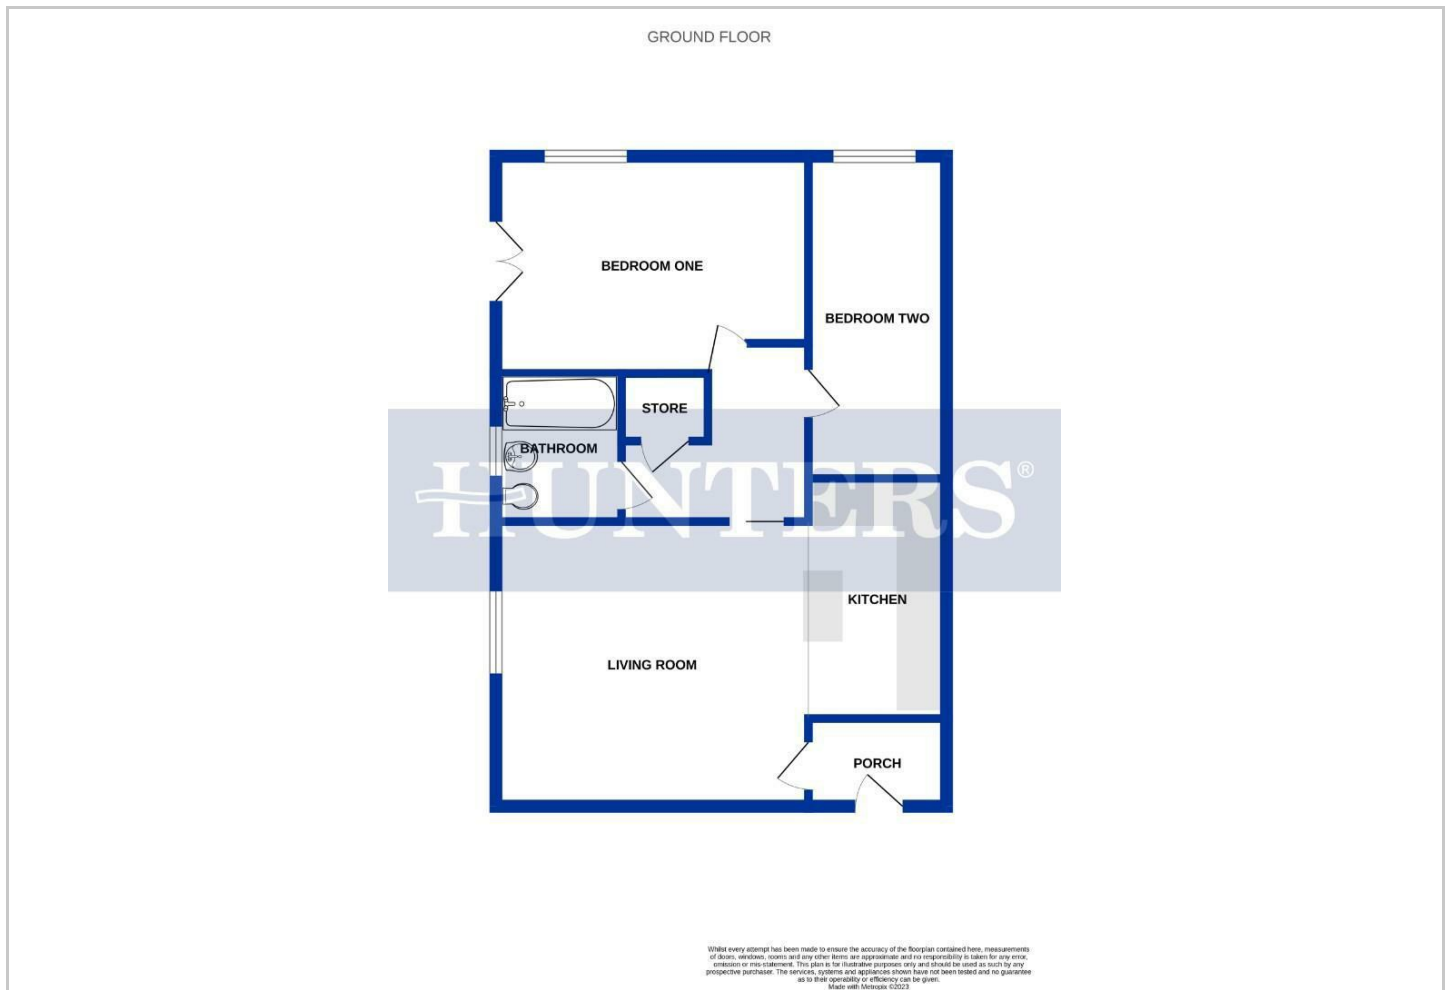 GROUND FLOOR
BEDROOM ONE
BEDROOM TWO
STORE
BATHROOM
HUNTERS®
KITCHEN
LIVING ROOM
PORCH
Whilst every attempt has been made to ensure the accuracy of the floorplan contained here, measurements
of doors, windows, rooms and any other items are approximate and no responsibility is taken for any error,
omission or mis-statement. This plan is for illustrative purposes only and should be used as such by any
prospective purchaser. The services, systems and appliances shown have not been tested and no guarantee
as to their operability or efficiency can be given.
Made with Metropix ©2023